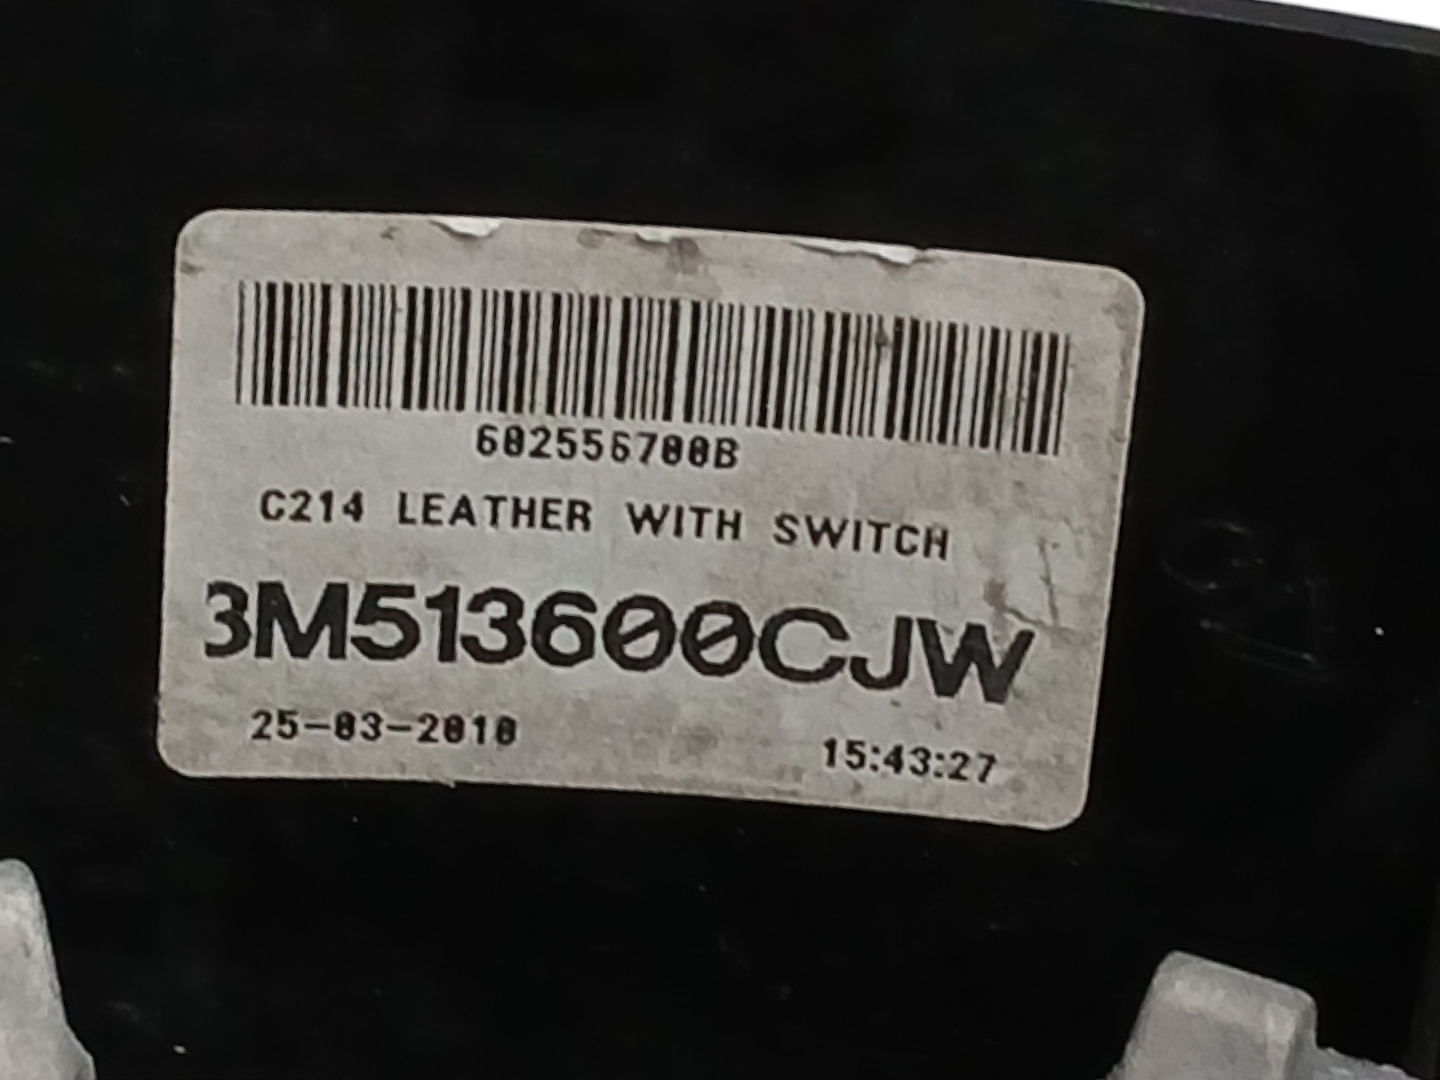 602556700B
C214 LEATHER WITH SWITCH
3M513600CJW
25-03-2010
15:43:27